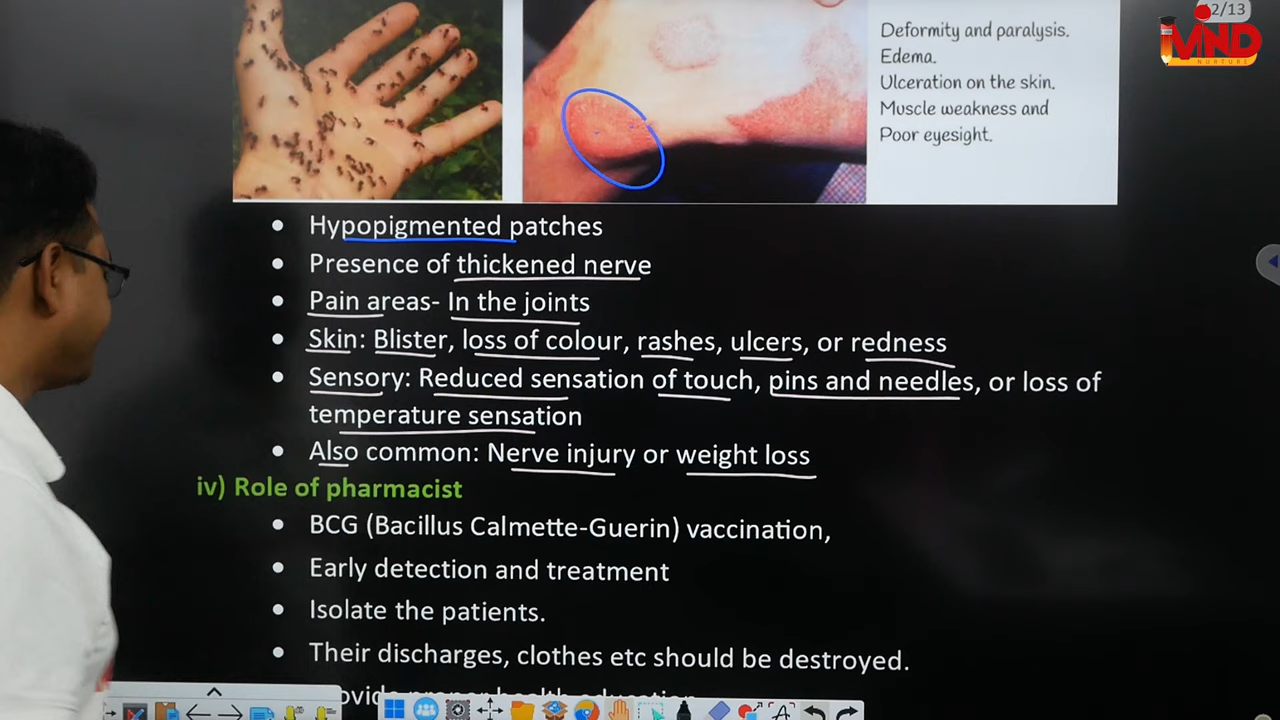 12/13
MIND
NURTURE
Deformity and paralysis.
Edema.
Ulceration on the skin.
Muscle weakness and
Poor eyesight.
• Hypopigmented patches
• Presence of thickened nerve
• Pain areas- In the joints
• Skin: Blister, loss of colour, rashes, ulcers, or redness
• Sensory: Reduced sensation of touch, pins and needles, or loss of
temperature sensation
• Also common: Nerve injury or weight loss
iv) Role of pharmacist
• BCG (Bacillus Calmette-Guerin) vaccination,
• Early detection and treatment
• Isolate the patients.
• Their discharges, clothes etc should be destroyed.